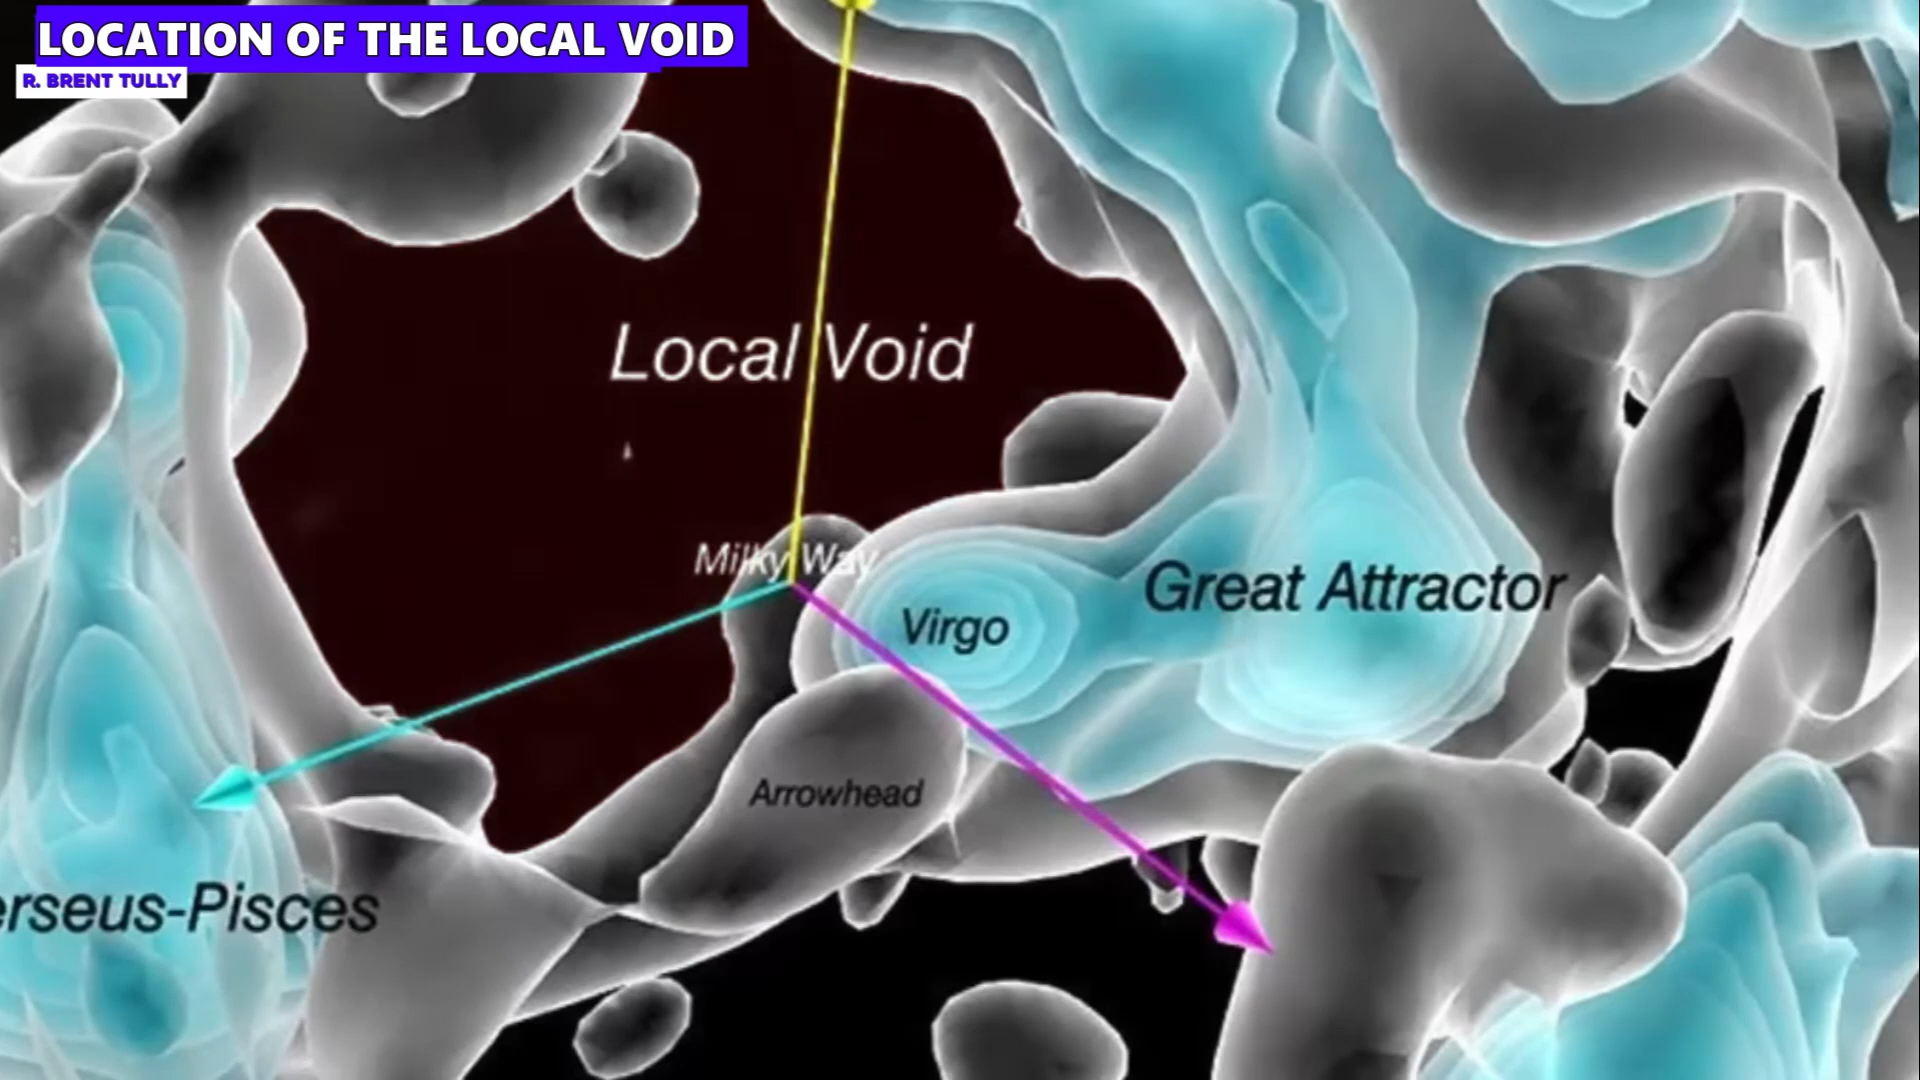 LOCATION OF THE LOCAL VOID
R. BRENT TULLY
Local Void
Milky Way
Great Attractor
Virgo
Arrowhead
erseus-Pisces